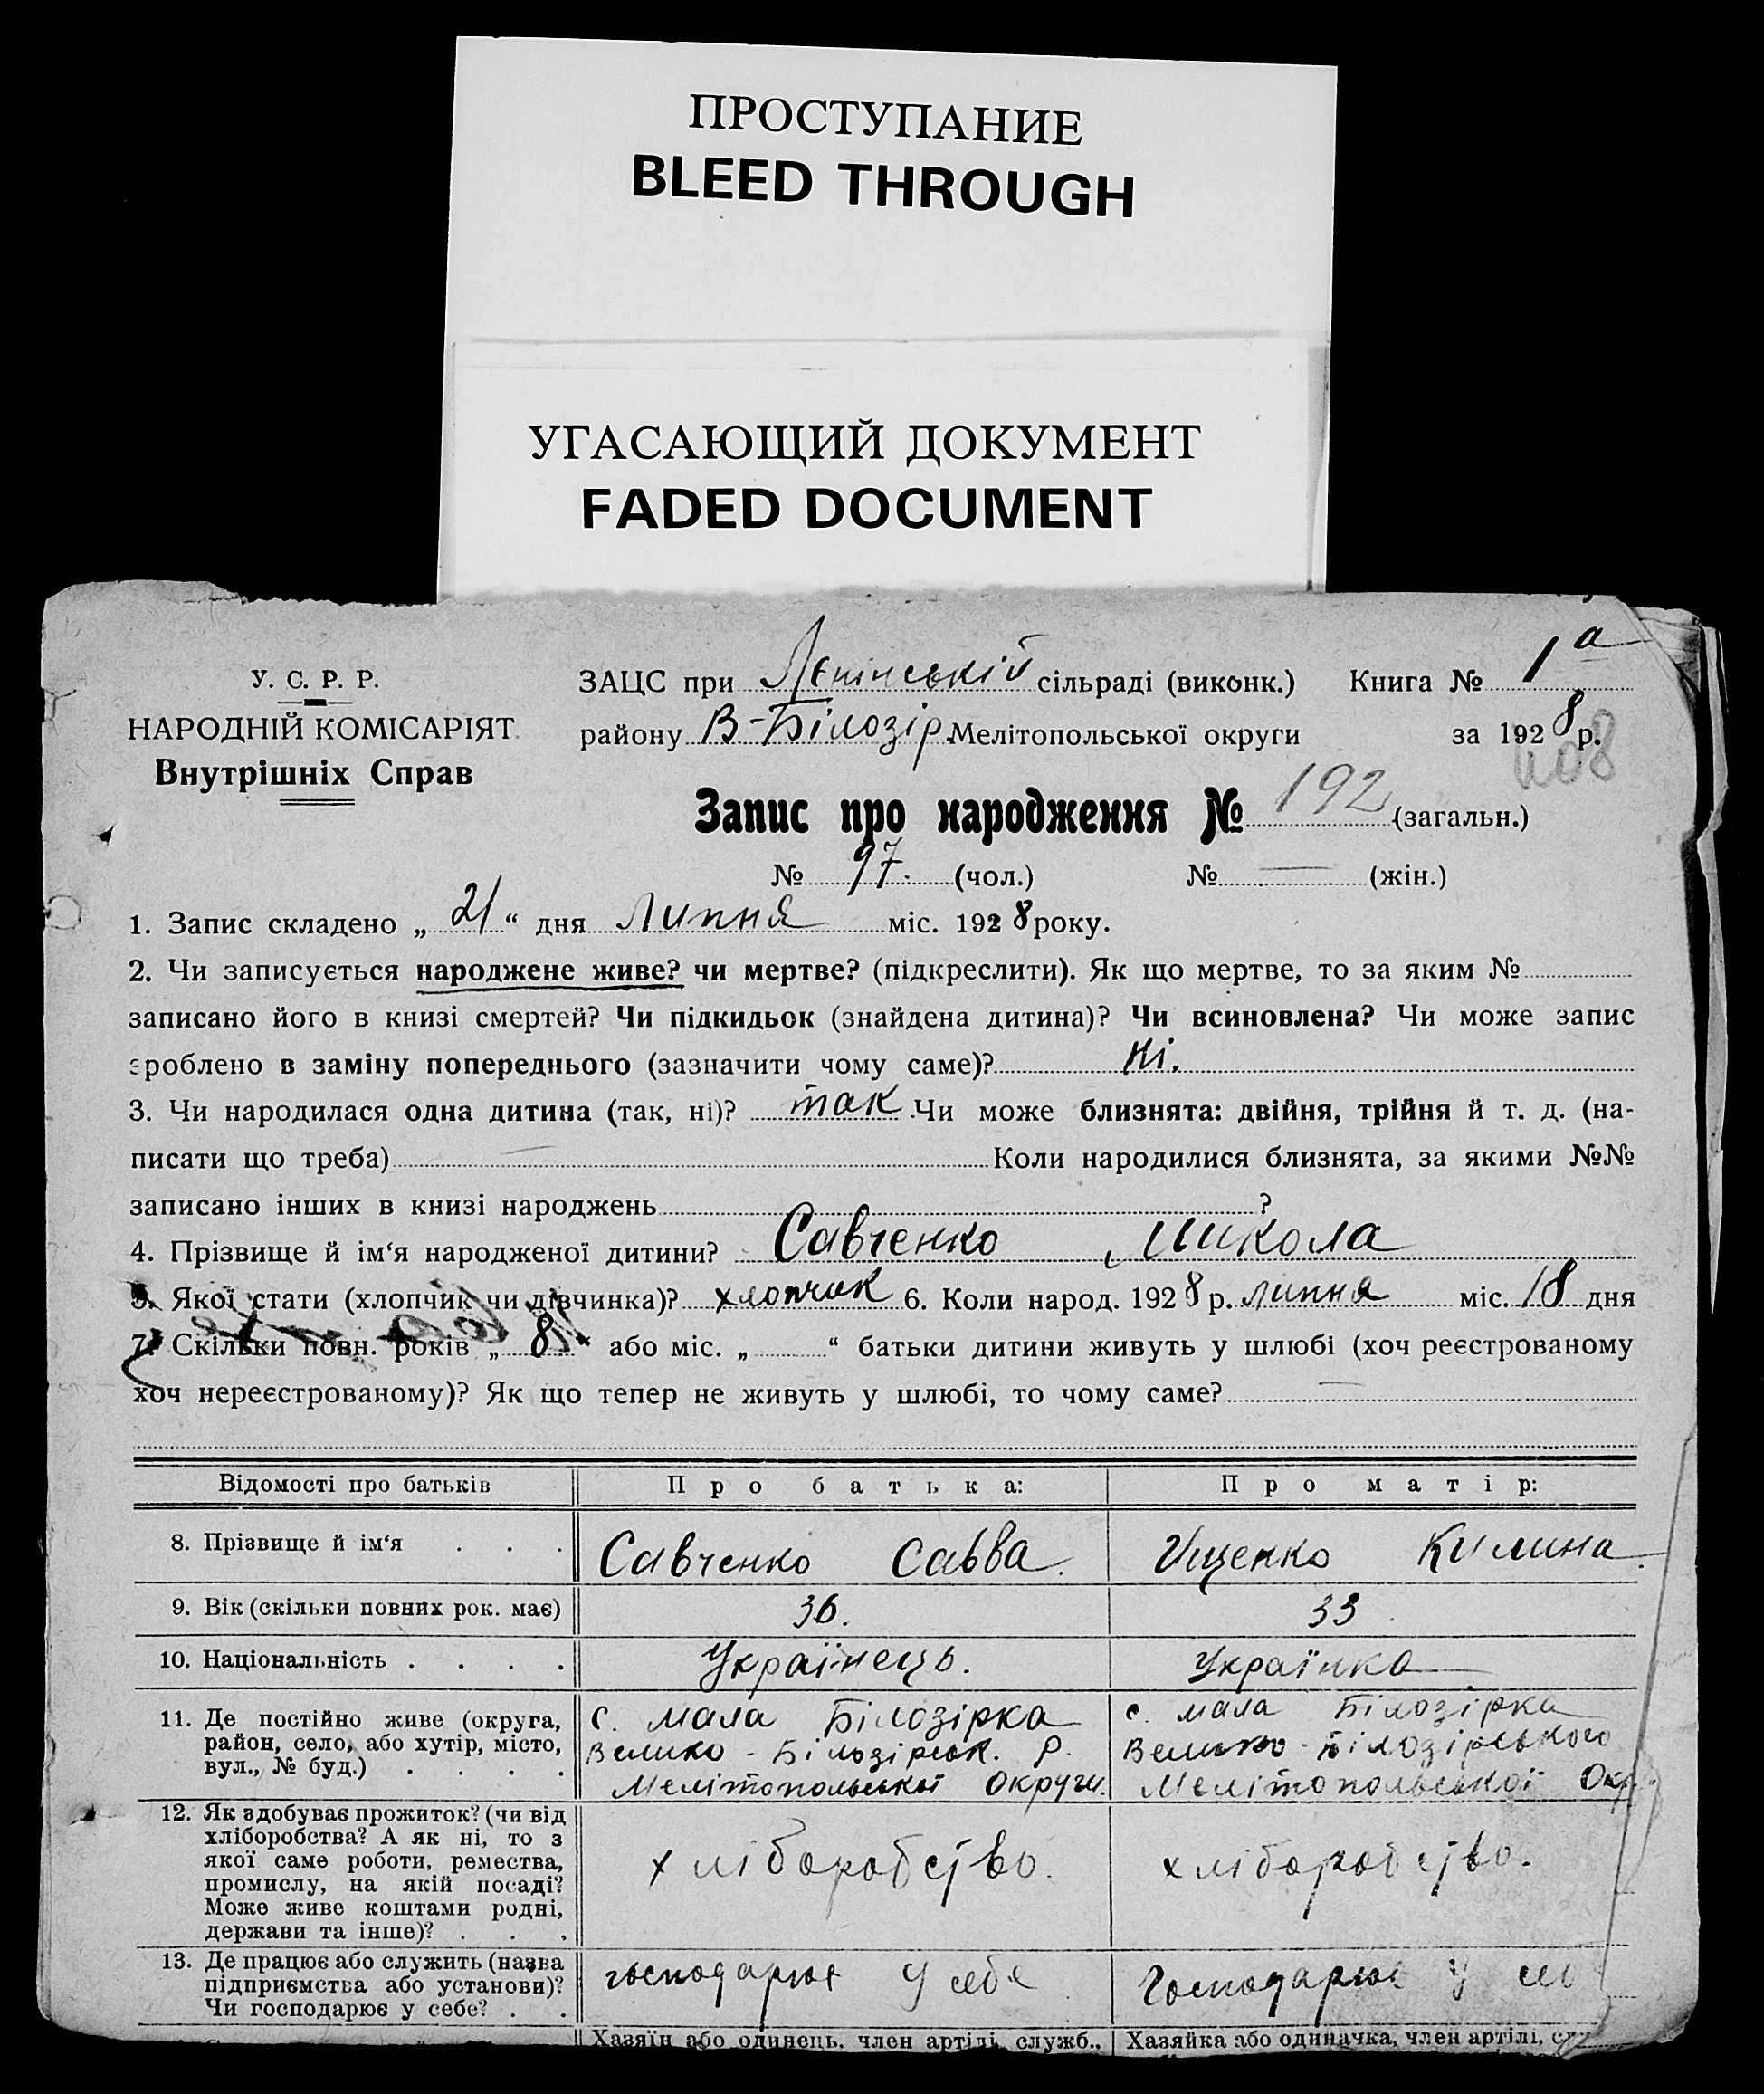 ПРОСТУПАНИЕ
BLEED THROUGH
УГАСАЮЩИЙ ДОКУМЕНТ
FADED DOCUMENT
У. С. Р. Р.
НАРОДНІЙ КОМІСАРІЯТ
Внутрішніх Справ
ЗАЦС при Лєнінській сільраді (виконк.) Книга № 1а
району В-Білозір. Мелітопольської округи за 1928 р.
Запис про народження № 192 (загальн.)
№ 97. (чол.) № — (жін.)
1. Запис складено „21“ дня Липня міс. 1928 року.
2. Чи записується народжене живе? чи мертве? (підкреслити). Як що мертве, то за яким №
записано його в книзі смертей? Чи підкидьок (знайдена дитина)? Чи всиновлена? Чи може запис
зроблено в заміну попереднього (зазначити чому саме)? Ні.
3. Чи народилася одна дитина (так, ні)? так Чи може близнята: двійня, трійня й т. д. (на-
писати що треба) — Коли народилися близнята, за якими №№
записано інших в книзі народжень ?
4. Прізвище й ім‘я народженої дитини? Савченко Микола
5. Якої стати (хлопчик чи дівчинка)? хлопчик 6. Коли народ. 1928 р. липня міс. 18 дня
7. Скільки повн. років „8“ або міс. „ “ батьки дитини живуть у шлюбі (хоч реєстрованому
хоч нереєстрованому)? Як що тепер не живуть у шлюбі, то чому саме? —
Відомості про батьків Про батька: Про матір:
8. Прізвище й ім‘я . . . Савченко Савва. Ищенко Килина.
9. Вік (скільки повних рок. має) 36. 33
10. Національність . . . . Українець. Українка
11. Де постійно живе (округа,
район, село, або хутір, місто,
вул., № буд.) . . . .
с. Мала Білозірка
Велико-Білозірськ. р.
Мелітопольської Округи.
с. мала Білозірка
Велико-Білозірського
Мелітопольської Окр.
12. Як здобуває прожиток? (чи від
хліборобства? А як ні, то з
якої саме роботи, ремества,
промислу, на якій посаді?
Може живе коштами родні,
держави та інше)? . . .
хліборобство.
хліборобство.
13. Де працює або служить (назва
підприємства або установи)?
Чи господарює у себе? . .
господарює у себе
Господарює у
Хазяїн або одинець, член артілі, служб., Хазяйка або одиначка, член артілі,